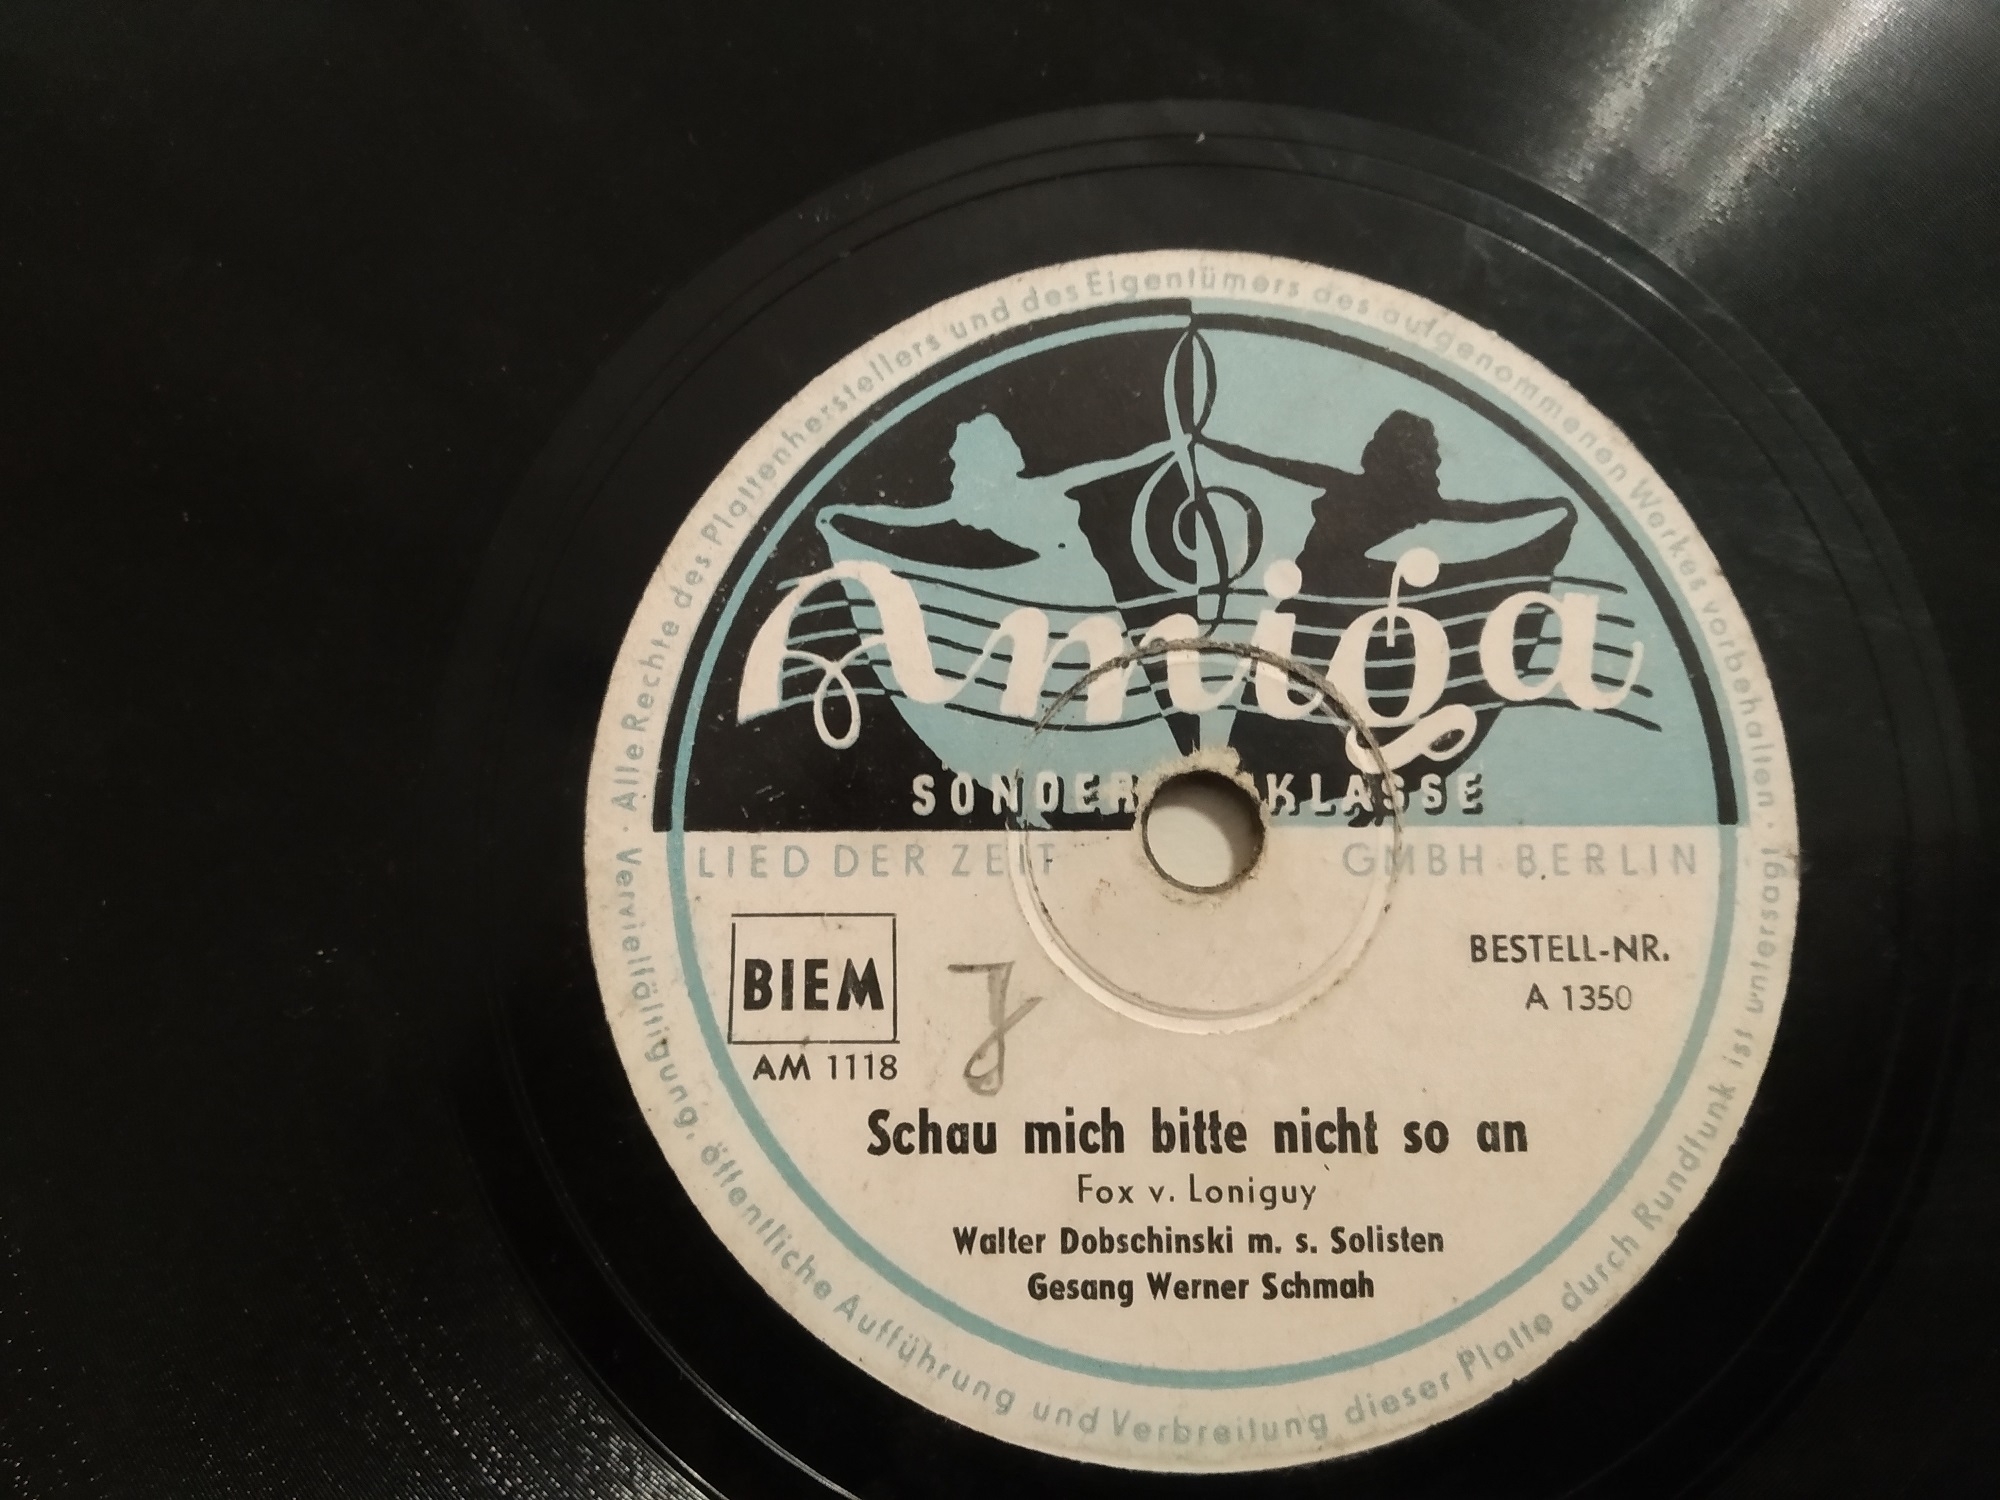 Alle Rechte des Plattenherstellers und des Eigentümers des aufgenommenen Werkes vorbehalten · Vervielfältigung, öffentliche Aufführung und Verbreitung dieser Platte durch Rundfunk ist untersagt ·
Amiga
SONDERKLASSE
LIED DER ZEIT GMBH BERLIN
BIEM
AM 1118
BESTELL-NR.
A 1350
Schau mich bitte nicht so an
Fox v. Loniguy
Walter Dobschinski m. s. Solisten
Gesang Werner Schmah